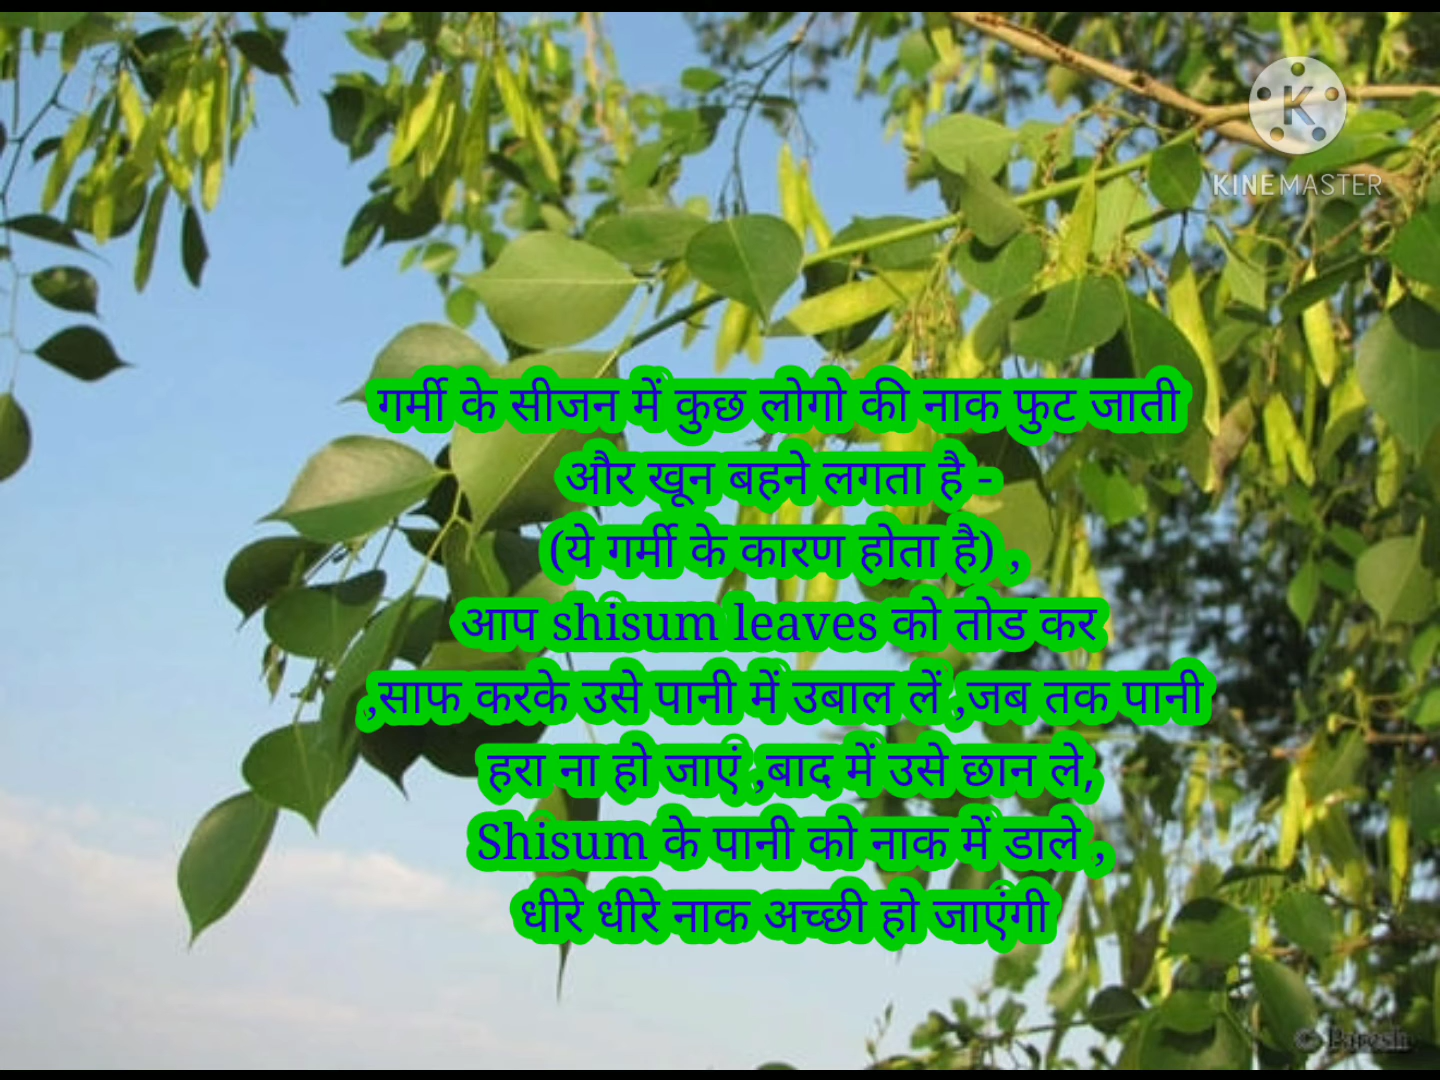 KINEMASTER
गर्मी के सीजन में कुछ लोगो की नाक फुट जाती
और खून बहने लगता है -
(ये गर्मी के कारण होता है) ,
आप shisum leaves को तोड कर
,साफ करके उसे पानी में उबाल लें ,जब तक पानी
हरा ना हो जाएं ,बाद में उसे छान ले,
Shisum के पानी को नाक में डाले ,
धीरे धीरे नाक अच्छी हो जाएंगी
© Paresh